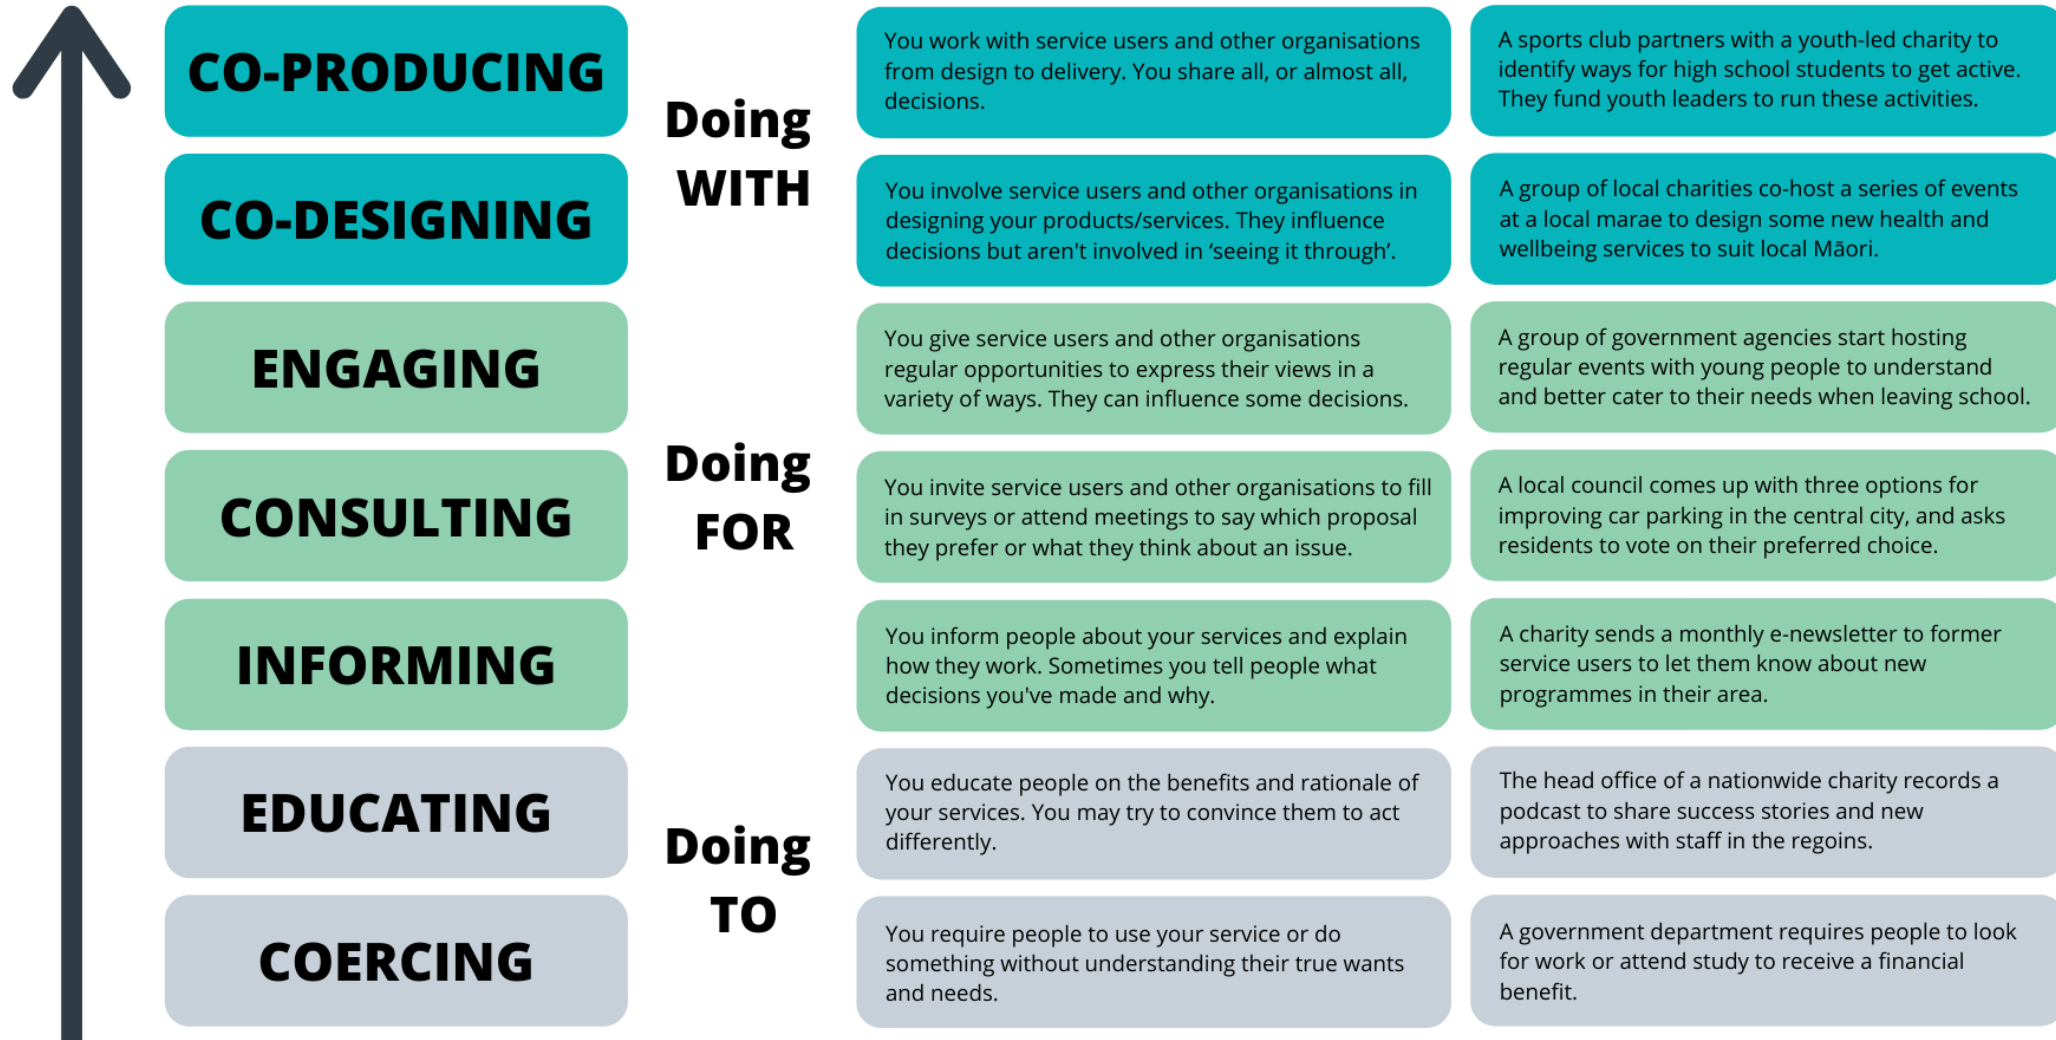 CO-PRODUCING
Doing
WITH
You work with service users and other organisations
from design to delivery. You share all, or almost all,
decisions.
A sports club partners with a youth-led charity to
identify ways for high school students to get active.
They fund youth leaders to run these activities.
CO-DESIGNING
You involve service users and other organisations in
designing your products/services. They influence
decisions but aren't involved in ‘seeing it through’.
A group of local charities co-host a series of events
at a local marae to design some new health and
wellbeing services to suit local Māori.
ENGAGING
You give service users and other organisations
regular opportunities to express their views in a
variety of ways. They can influence some decisions.
A group of government agencies start hosting
regular events with young people to understand
and better cater to their needs when leaving school.
Doing
FOR
CONSULTING
You invite service users and other organisations to fill
in surveys or attend meetings to say which proposal
they prefer or what they think about an issue.
A local council comes up with three options for
improving car parking in the central city, and asks
residents to vote on their preferred choice.
INFORMING
You inform people about your services and explain
how they work. Sometimes you tell people what
decisions you've made and why.
A charity sends a monthly e-newsletter to former
service users to let them know about new
programmes in their area.
EDUCATING
Doing
TO
You educate people on the benefits and rationale of
your services. You may try to convince them to act
differently.
The head office of a nationwide charity records a
podcast to share success stories and new
approaches with staff in the regoins.
COERCING
You require people to use your service or do
something without understanding their true wants
and needs.
A government department requires people to look
for work or attend study to receive a financial
benefit.